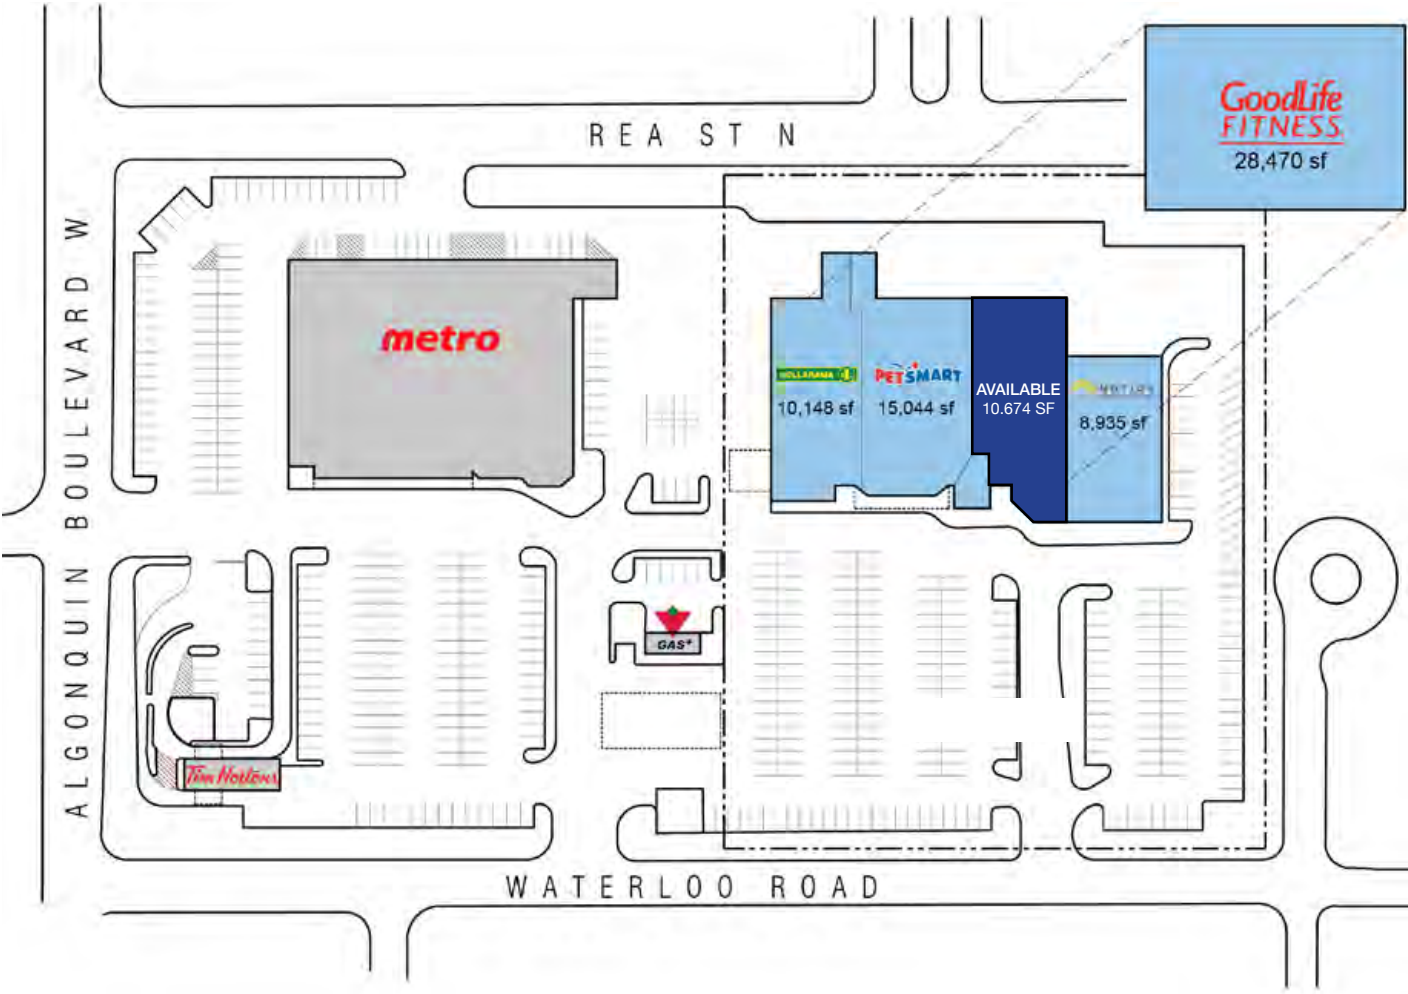 REA ST N
GoodLife
FITNESS
28,470 sf
ALGONQUIN BOULEVARD W.
metro
DOLLARAMA
10,148 sf
PETSMART
15,044 sf
AVAILABLE
10.674 SF
8,935 sf
GAS+
Tim Hortons
WATERLOO ROAD